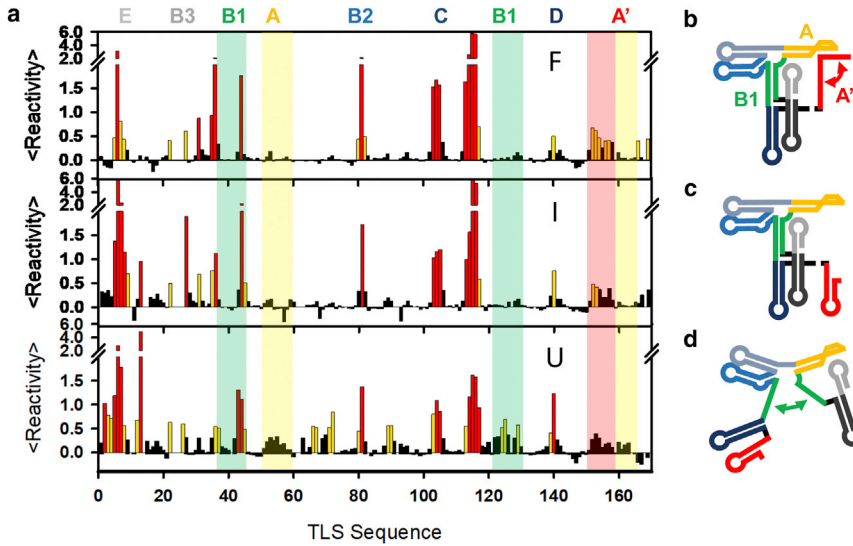 a
E B3 B1 A B2 C B1 D A'
b
6.0
4.0
2.0
1.5
1.0
0.5
0.0
<Reactivity>
F
A
B1
A'
6.0
4.0
2.0
1.5
1.0
0.5
0.0
<Reactivity>
I
c
6.0
4.0
2.0
1.5
1.0
0.5
0.0
<Reactivity>
U
d
0 20 40 60 80 100 120 140 160
TLS Sequence